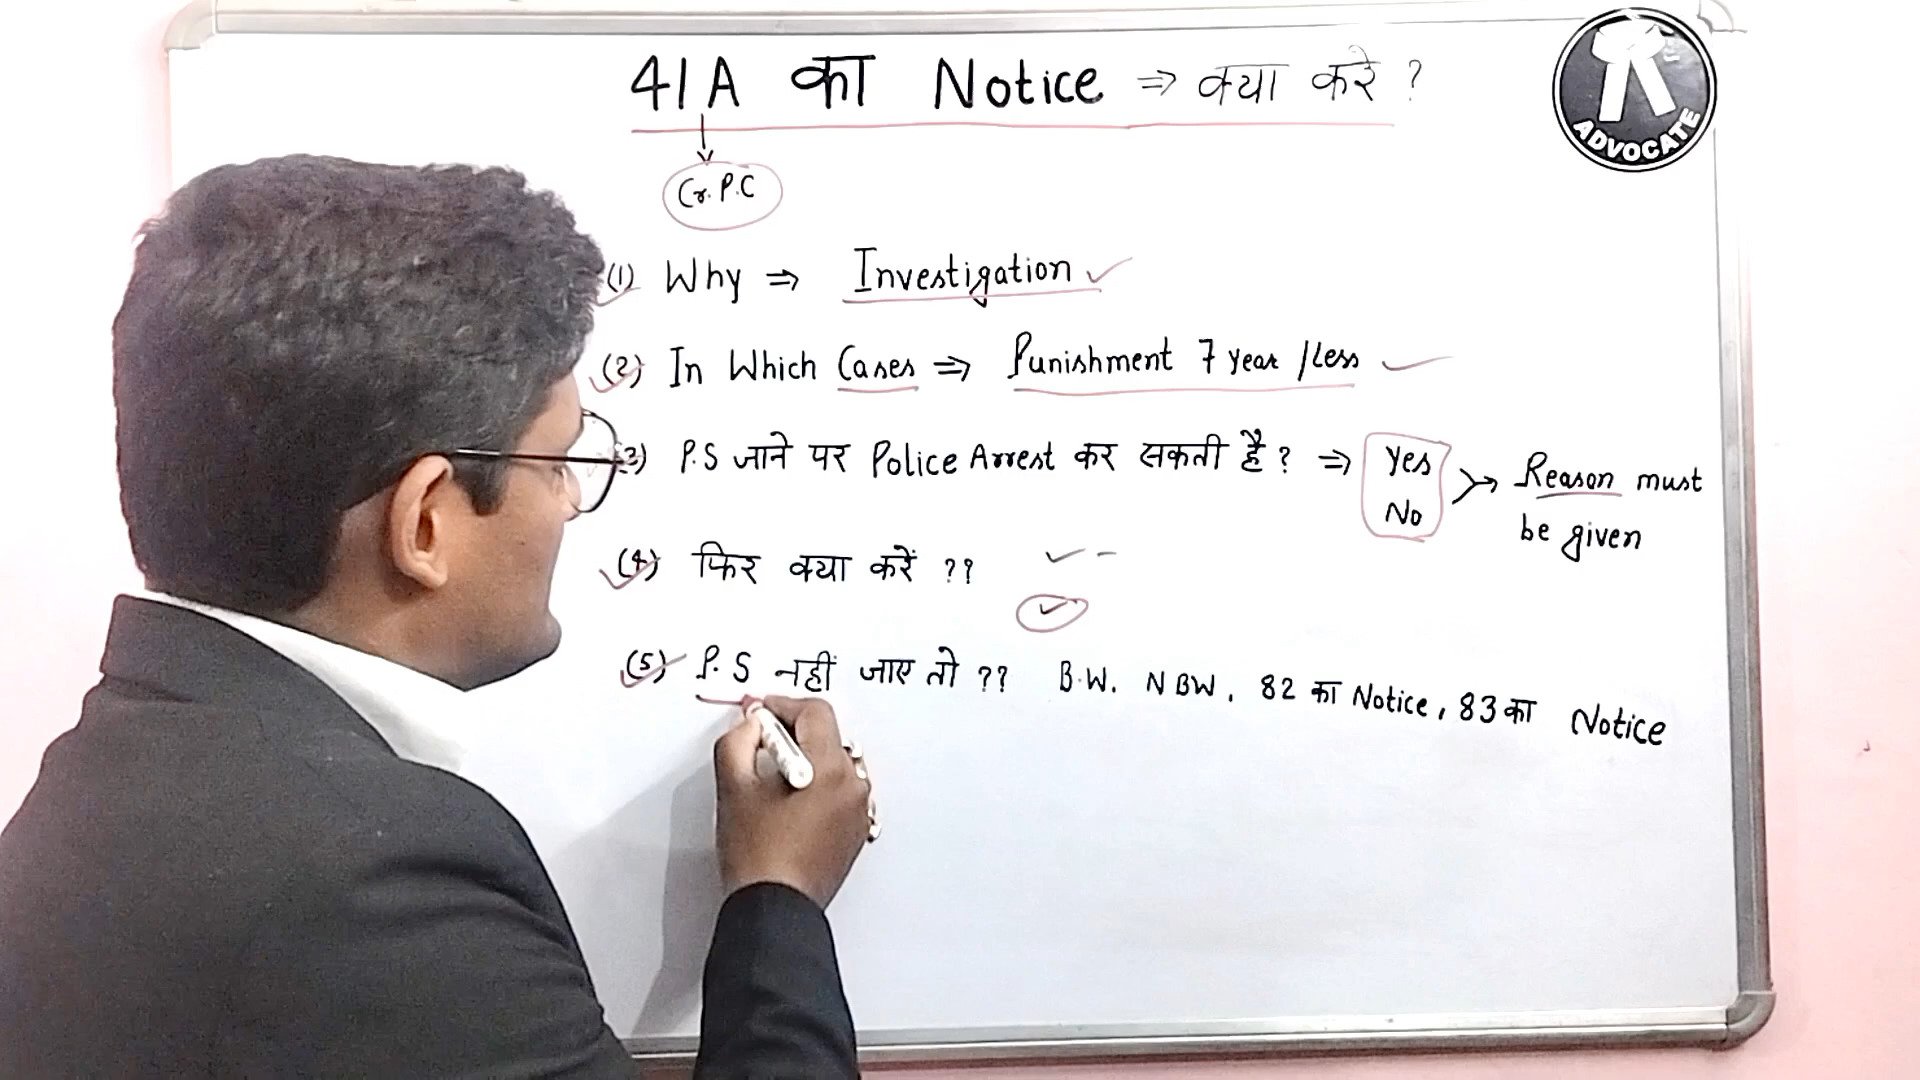 41A का Notice ⇒ क्या करे ?
Cr.P.C
ADVOCATE
(1) Why ⇒ Investigation
(2) In Which Cases ⇒ Punishment 7 year /Less
(3) P.S जाने पर Police Arrest कर सकती है ? ⇒ Yes No → Reason must
be given
(4) फिर क्या करें ??
(5) P.S नहीं जाए तो ?? B.W. NBW, 82 का Notice, 83 का Notice